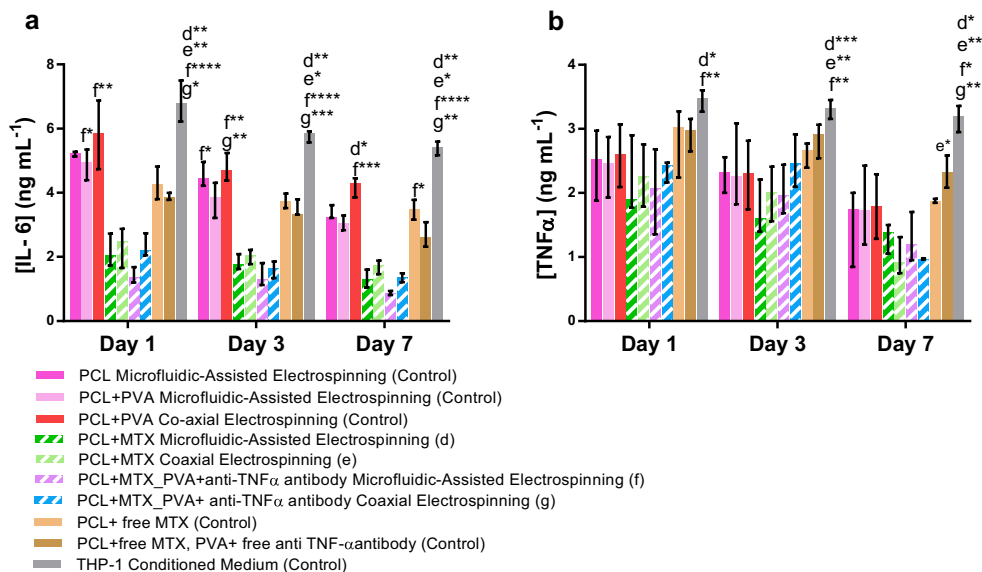 a
[IL- 6] (ng mL-1)
8
6
4
2
0
f*
f**
d**
e**
f****
g*
f*
f**
g**
d**
e*
f****
g***
d*
f***
f*
d**
e*
f****
g**
Day 1 Day 3 Day 7
b
[TNFα] (ng mL-1)
4
3
2
1
0
d*
f**
d***
e**
f**
e*
d*
e**
f*
g**
Day 1 Day 3 Day 7
PCL Microfluidic-Assisted Electrospinning (Control)
PCL+PVA Microfluidic-Assisted Electrospinning (Control)
PCL+PVA Co-axial Electrospinning (Control)
PCL+MTX Microfluidic-Assisted Electrospinning (d)
PCL+MTX Coaxial Electrospinning (e)
PCL+MTX_PVA+anti-TNFα antibody Microfluidic-Assisted Electrospinning (f)
PCL+MTX_PVA+ anti-TNFα antibody Coaxial Electrospinning (g)
PCL+ free MTX (Control)
PCL+free MTX, PVA+ free anti TNF-αantibody (Control)
THP-1 Conditioned Medium (Control)